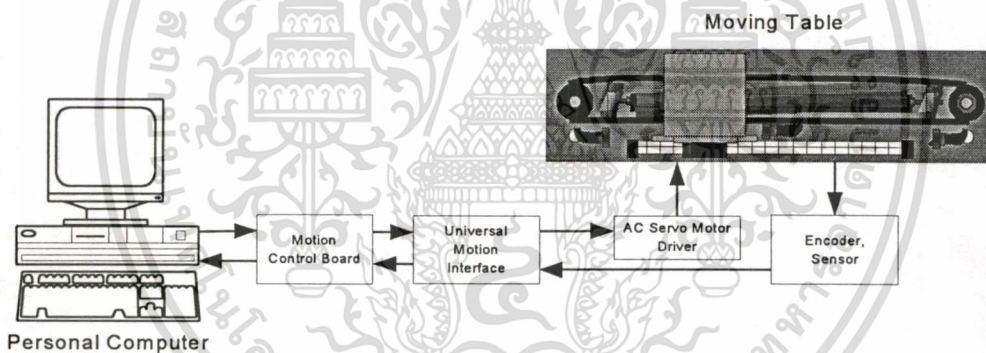 Moving Table
Motion
Control Board
Universal
Motion
Interface
AC Servo Motor
Driver
Encoder,
Sensor
Personal Computer